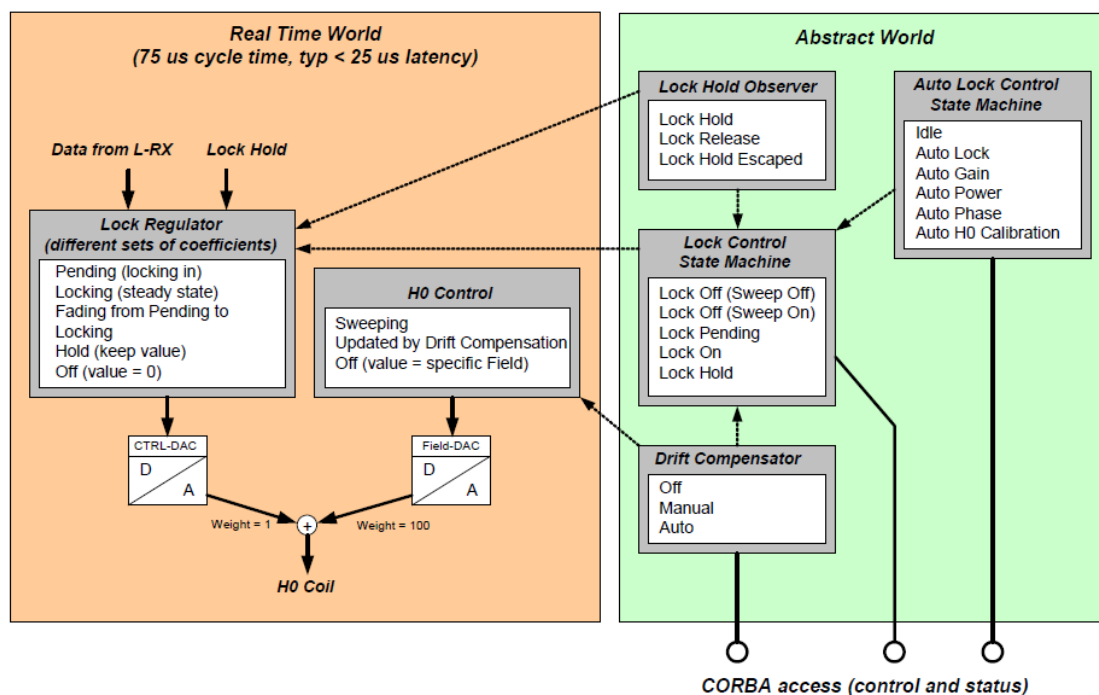 Real Time World
(75 us cycle time, typ < 25 us latency)
Data from L-RX
Lock Hold
Lock Regulator
(different sets of coefficients)
Pending (locking in)
Locking (steady state)
Fading from Pending to
Locking
Hold (keep value)
Off (value = 0)
H0 Control
Sweeping
Updated by Drift Compensation
Off (value = specific Field)
CTRL-DAC
D
A
Field-DAC
D
A
Weight = 1
+
Weight = 100
H0 Coil
Abstract World
Lock Hold Observer
Lock Hold
Lock Release
Lock Hold Escaped
Auto Lock Control
State Machine
Idle
Auto Lock
Auto Gain
Auto Power
Auto Phase
Auto H0 Calibration
Lock Control
State Machine
Lock Off (Sweep Off)
Lock Off (Sweep On)
Lock Pending
Lock On
Lock Hold
Drift Compensator
Off
Manual
Auto
CORBA access (control and status)